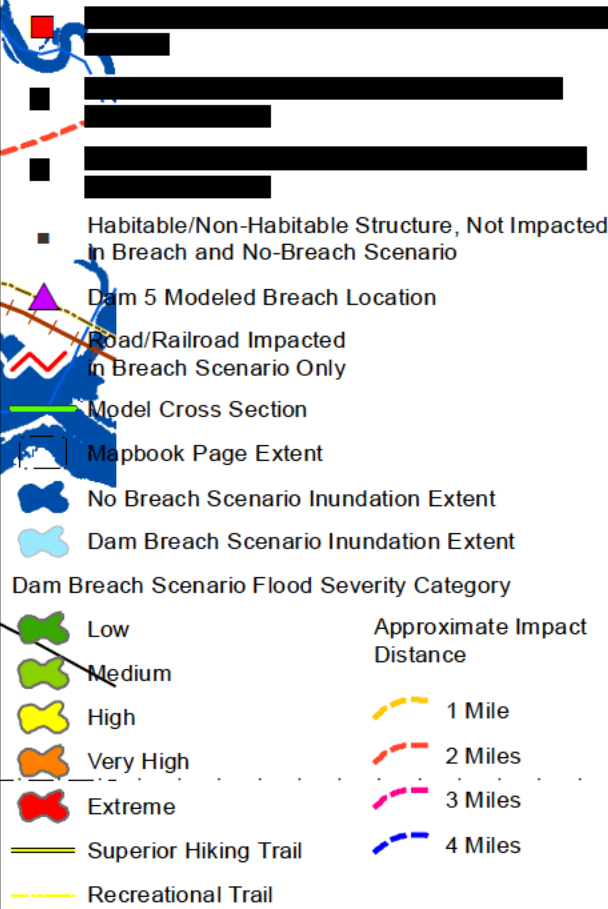 Habitable/Non-Habitable Structure, Not Impacted
in Breach and No-Breach Scenario
Dam 5 Modeled Breach Location
Road/Railroad Impacted
in Breach Scenario Only
Model Cross Section
Mapbook Page Extent
No Breach Scenario Inundation Extent
Dam Breach Scenario Inundation Extent
Dam Breach Scenario Flood Severity Category
Low
Medium
High
Very High
Extreme
Superior Hiking Trail
Recreational Trail
Approximate Impact
Distance
1 Mile
2 Miles
3 Miles
4 Miles